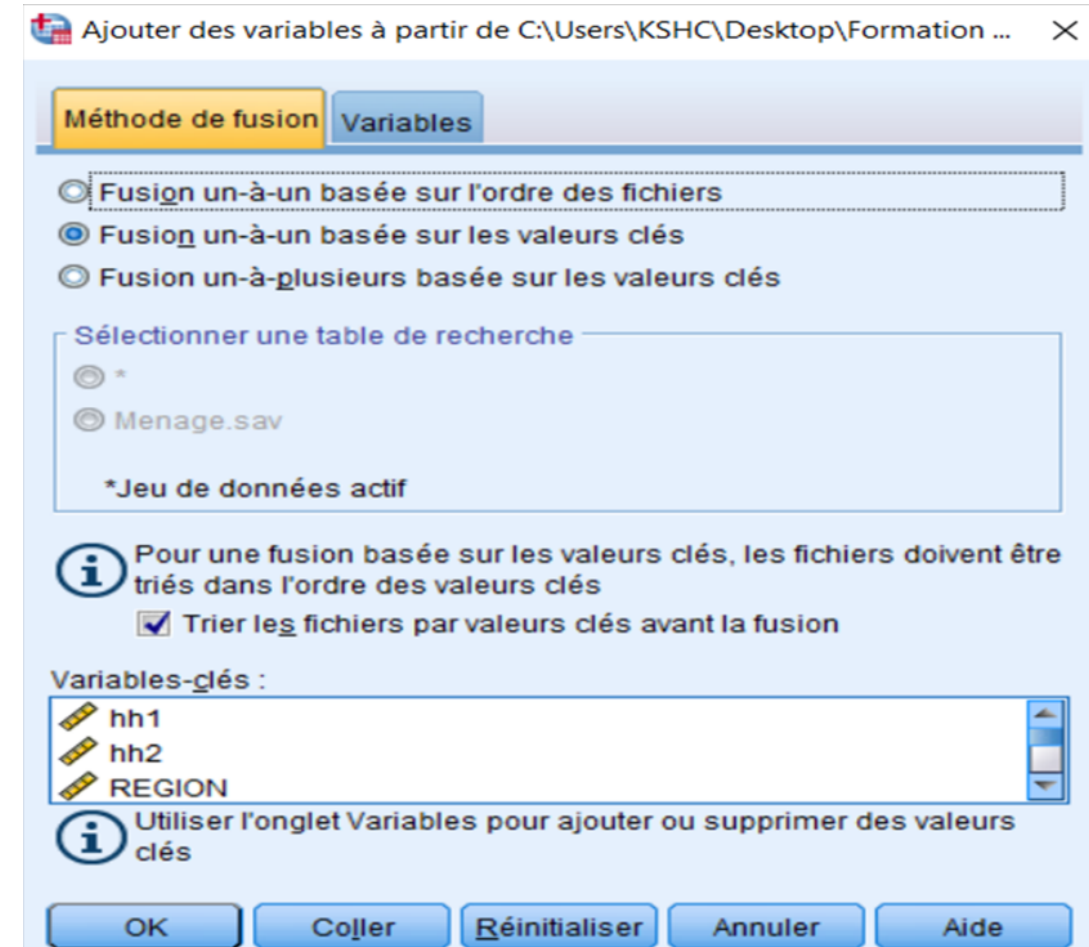 Ajouter des variables à partir de C:\Users\KSHC\Desktop\Formation ...
Méthode de fusion
Variables
Fusion un-à-un basée sur l'ordre des fichiers
Fusion un-à-un basée sur les valeurs clés
Fusion un-à-plusieurs basée sur les valeurs clés
Sélectionner une table de recherche
*
Menage.sav
*Jeu de données actif
Pour une fusion basée sur les valeurs clés, les fichiers doivent être
triés dans l'ordre des valeurs clés
Trier les fichiers par valeurs clés avant la fusion
Variables-clés :
hh1
hh2
REGION
Utiliser l'onglet Variables pour ajouter ou supprimer des valeurs
clés
OK
Coller
Réinitialiser
Annuler
Aide